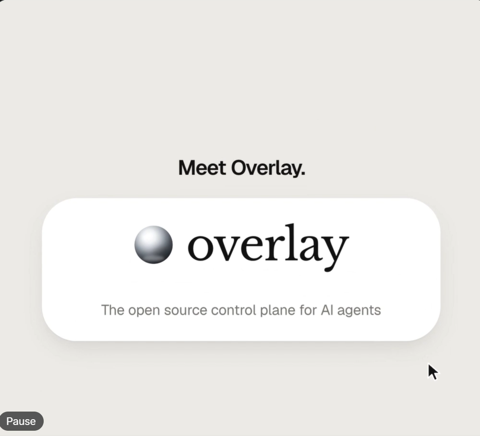 Meet Overlay.
overlay
The open source control plane for AI agents
Pause